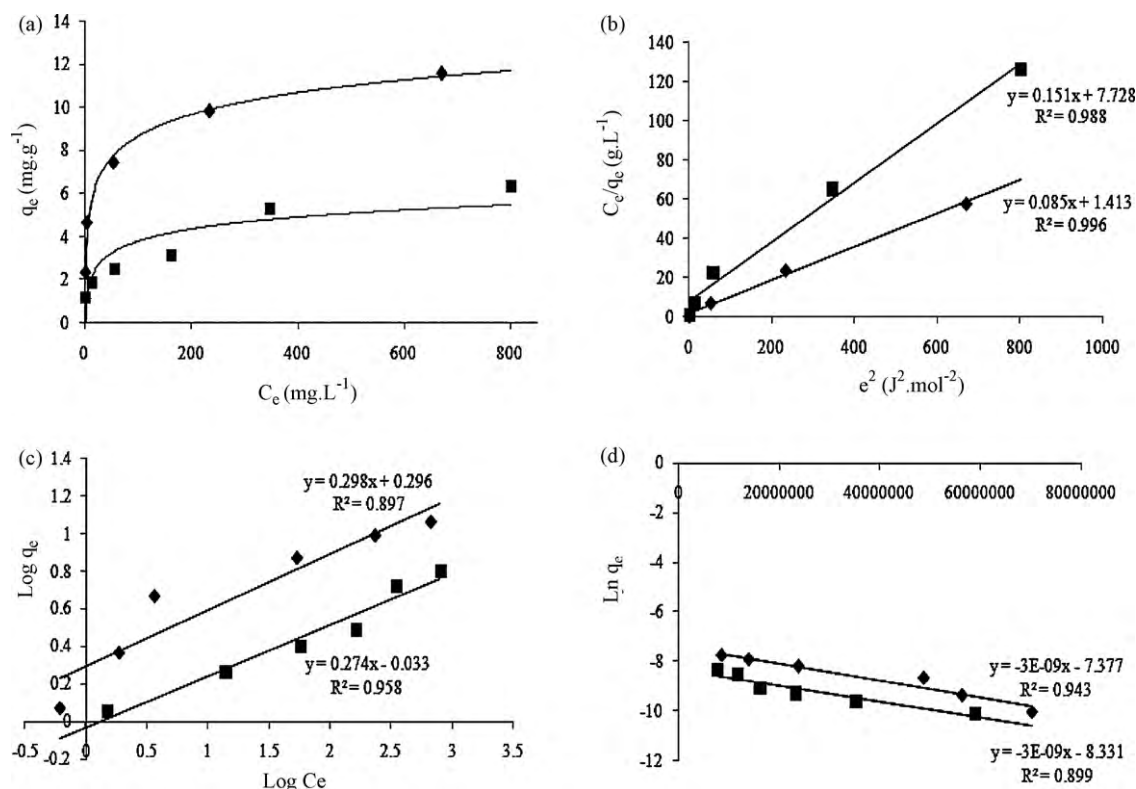 (a)
14
12
10
8
6
4
2
0
qe (mg.g-1)
0 200 400 600 800
Ce (mg.L-1)
(b)
140
120
100
80
60
40
20
0
Ce/qe (g.L-1)
y = 0.151x + 7.728
R² = 0.988
y = 0.085x + 1.413
R² = 0.996
0 200 400 600 800 1000
e2 (J2.mol-2)
(c)
1.4
1.2
1
0.8
0.6
0.4
0.2
0
-0.2
Log qe
y = 0.298x + 0.296
R² = 0.897
y = 0.274x - 0.033
R² = 0.958
-0.5 0 0.5 1 1.5 2 2.5 3 3.5
Log Ce
(d)
0
-2
-4
-6
-8
-10
-12
Ln qe
0 20000000 40000000 60000000 80000000
y = -3E-09x - 7.377
R² = 0.943
y = -3E-09x - 8.331
R² = 0.899